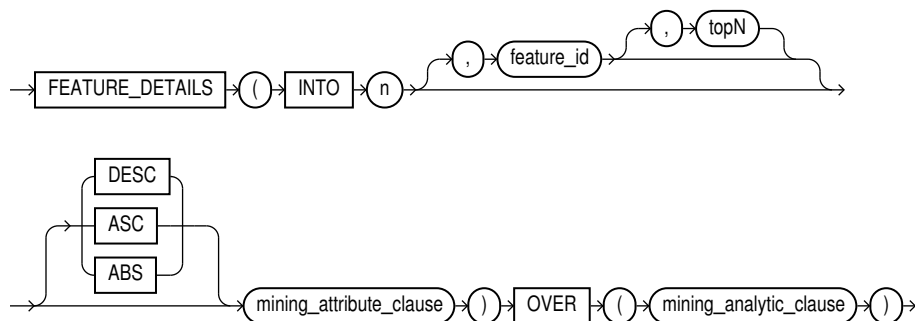 , topN
, feature_id
FEATURE_DETAILS ( INTO n
DESC
ASC
ABS
mining_attribute_clause ) OVER ( mining_analytic_clause )